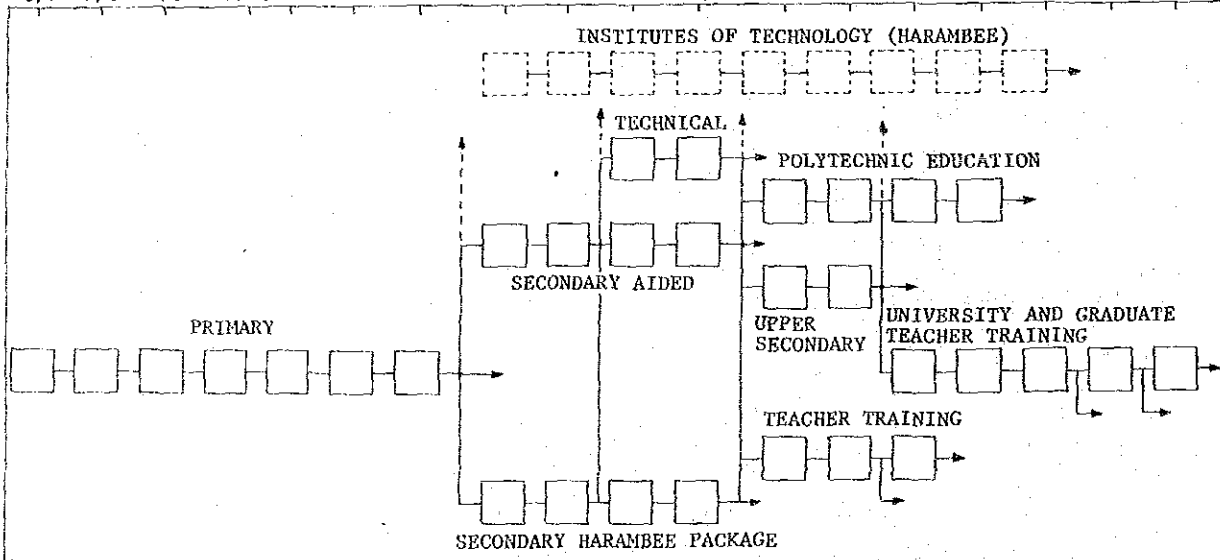 INSTITUTES OF TECHNOLOGY (HARAMBEE)
TECHNICAL
POLYTECHNIC EDUCATION
SECONDARY AIDED
PRIMARY
UPPER
SECONDARY
UNIVERSITY AND GRADUATE
TEACHER TRAINING
TEACHER TRAINING
SECONDARY HARAMBEE PACKAGE